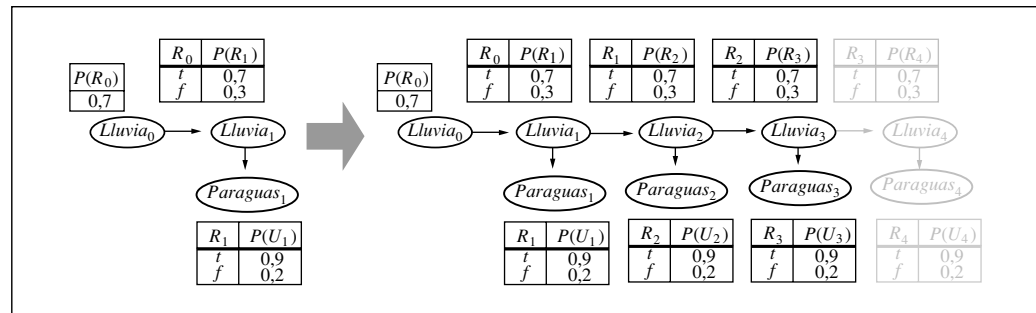 P(R0)
0,7
R0 P(R1)
t 0,7
f 0,3
Lluvia0
Lluvia1
Paraguas1
R1 P(U1)
t 0,9
f 0,2
P(R0)
0,7
R0 P(R1)
t 0,7
f 0,3
R1 P(R2)
t 0,7
f 0,3
R2 P(R3)
t 0,7
f 0,3
R3 P(R4)
t 0,7
f 0,3
Lluvia0
Lluvia1
Lluvia2
Lluvia3
Lluvia4
Paraguas1
Paraguas2
Paraguas3
Paraguas4
R1 P(U1)
t 0,9
f 0,2
R2 P(U2)
t 0,9
f 0,2
R3 P(U3)
t 0,9
f 0,2
R4 P(U4)
t 0,9
f 0,2